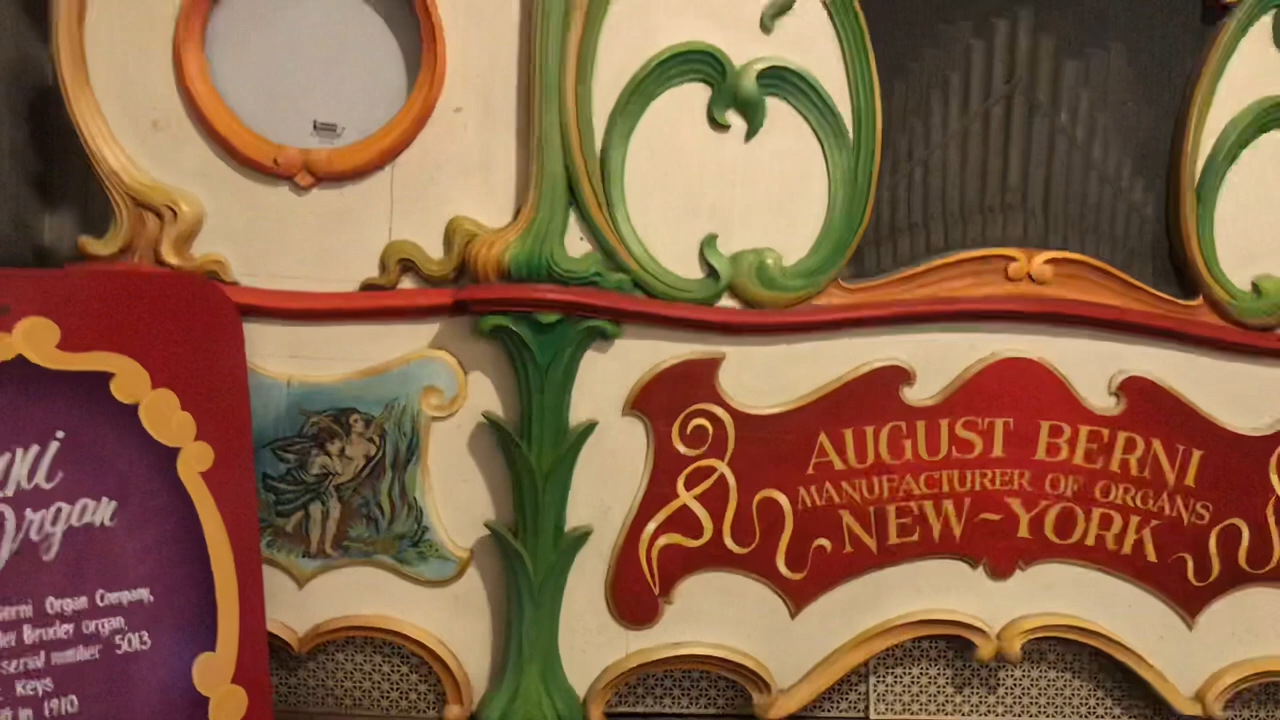 Organ
Berni Organ Company,
Bruder organ,
serial number 5013
Keys
in 1910
AUGUST BERNI
MANUFACTURER OF ORGANS
NEW-YORK